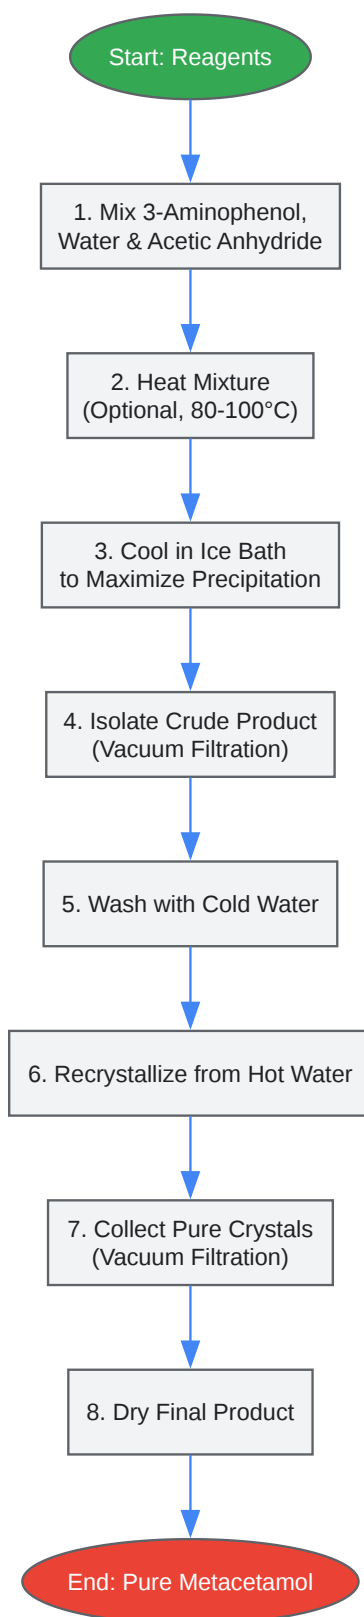 Start: Reagents
1. Mix 3-Aminophenol,
Water & Acetic Anhydride
2. Heat Mixture
(Optional, 80-100°C)
3. Cool in Ice Bath
to Maximize Precipitation
4. Isolate Crude Product
(Vacuum Filtration)
5. Wash with Cold Water
6. Recrystallize from Hot Water
7. Collect Pure Crystals
(Vacuum Filtration)
8. Dry Final Product
End: Pure Metacetamol